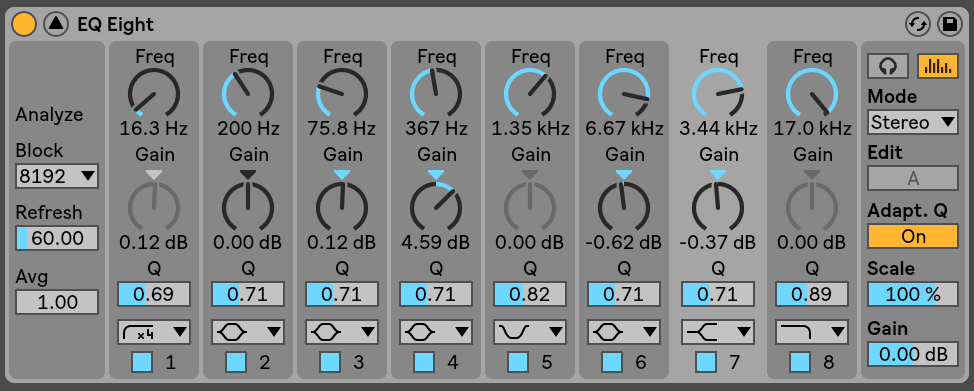 EQ Eight
Analyze
Block
8192
Refresh
60.00
Avg
1.00
Freq Freq Freq Freq Freq Freq Freq Freq
16.3 Hz 200 Hz 75.8 Hz 367 Hz 1.35 kHz 6.67 kHz 3.44 kHz 17.0 kHz
Gain Gain Gain Gain Gain Gain Gain Gain
0.12 dB 0.00 dB 0.12 dB 4.59 dB 0.00 dB -0.62 dB -0.37 dB 0.00 dB
Q Q Q Q Q Q Q Q
0.69 0.71 0.71 0.71 0.82 0.71 0.71 0.89
x4
1 2 3 4 5 6 7 8
Mode
Stereo
Edit
A
Adapt. Q
On
Scale
100 %
Gain
0.00 dB